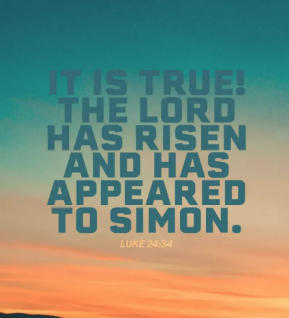 IT IS TRUE!
THE LORD
HAS RISEN
AND HAS
APPEARED
TO SIMON.
LUKE 24:34